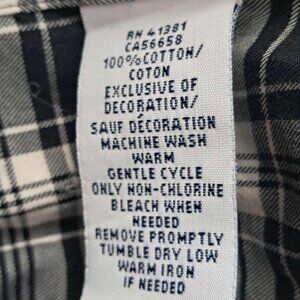 RN 41381
CA56658
100%COTTON/
COTON
EXCLUSIVE OF
DECORATION/
SAUF DÉCORATION
MACHINE WASH
WARM
GENTLE CYCLE
ONLY NON-CHLORINE
BLEACH WHEN
NEEDED
REMOVE PROMPTLY
TUMBLE DRY LOW
WARM IRON
IF NEEDED